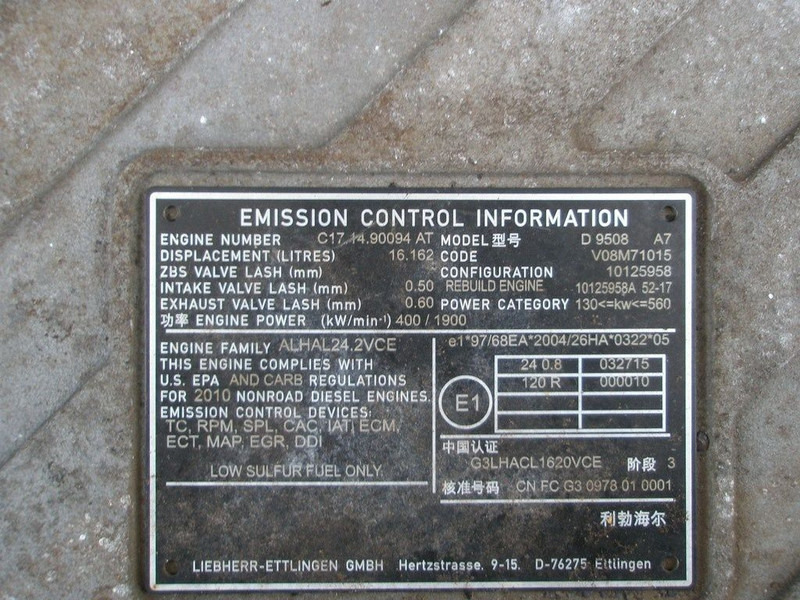 EMISSION CONTROL INFORMATION
ENGINE NUMBER C17.14.90094 AT MODEL 型号 D 9508 A7
DISPLACEMENT (LITRES) 16.162 CODE V08M71015
ZBS VALVE LASH (mm) CONFIGURATION 10125958
INTAKE VALVE LASH (mm) 0.50 REBUILD ENGINE 10125958A 52-17
EXHAUST VALVE LASH (mm) 0.60 POWER CATEGORY 130<=kw<=560
功率 ENGINE POWER (kW/min⁻¹) 400 / 1900
ENGINE FAMILY ALHAL24.2VCE
THIS ENGINE COMPLIES WITH
U.S. EPA AND CARB REGULATIONS
FOR 2010 NONROAD DIESEL ENGINES.
EMISSION CONTROL DEVICES:
TC, RPM, SPL, CAC, IAT, ECM,
ECT, MAP, EGR, DDI
LOW SULFUR FUEL ONLY
e1*97/68EA*2004/26HA*0322*05
E1
24 0.8 032715
120 R 000010
中国认证
G3LHACL1620VCE 阶段 3
核准号码 CN FC G3 0978 01 0001
利勃海尔
LIEBHERR-ETTLINGEN GMBH Hertzstrasse. 9-15. D-76275 Ettlingen